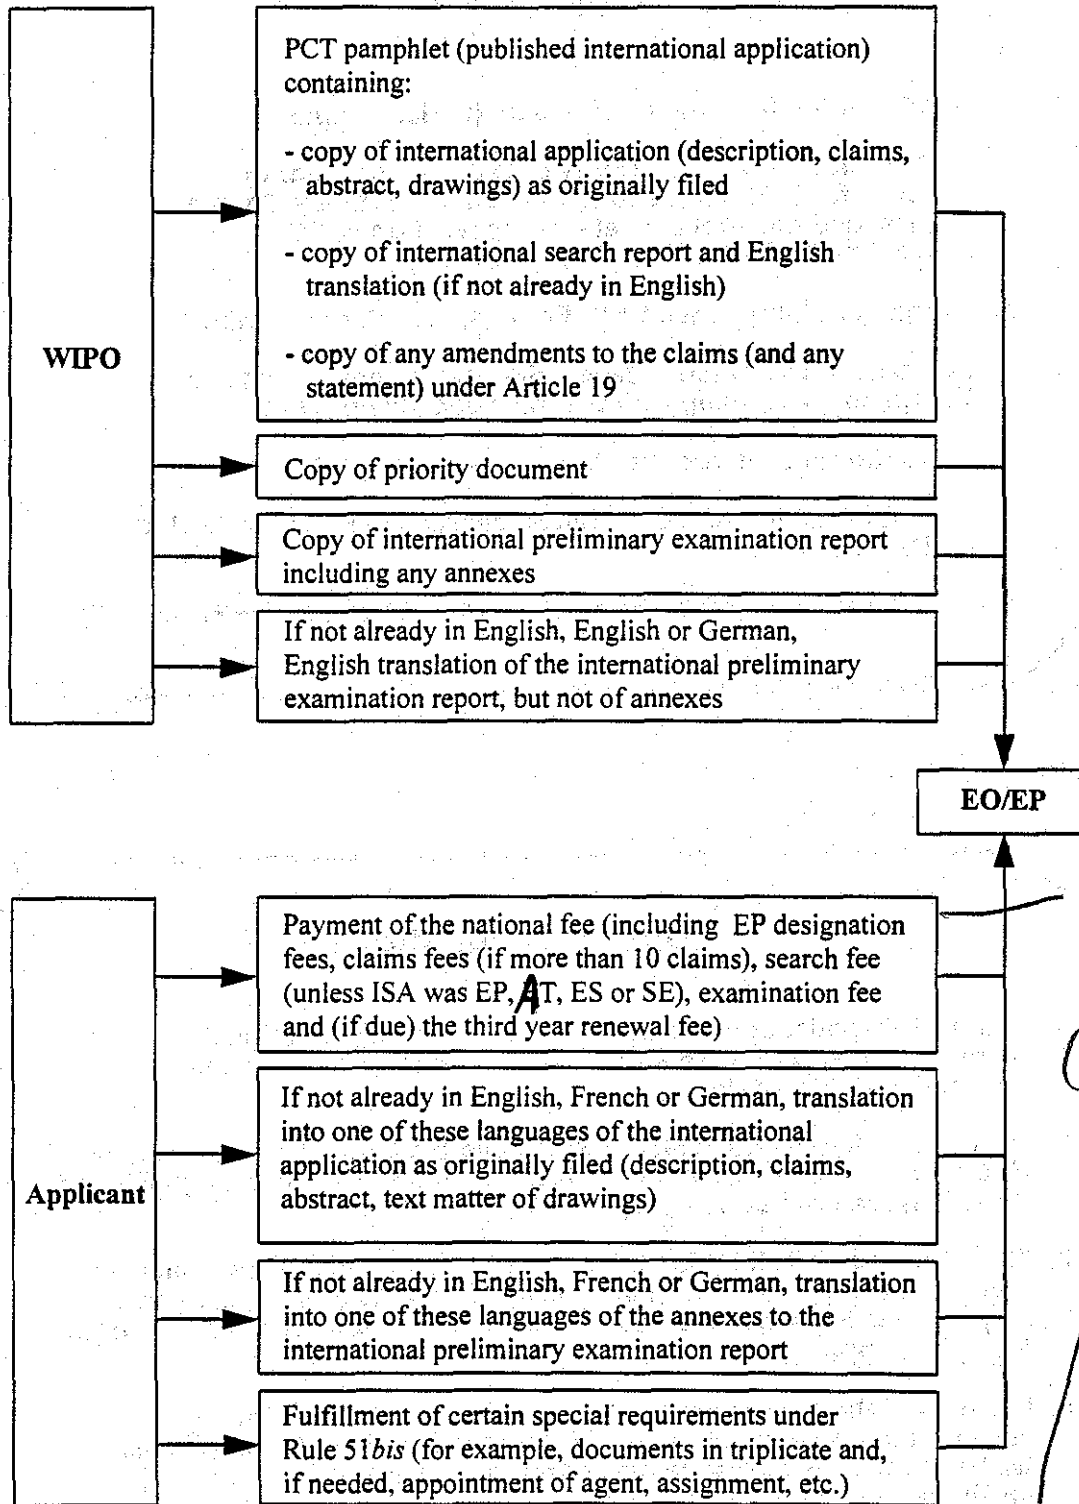 PCT pamphlet (published international application)
containing:
- copy of international application (description, claims,
abstract, drawings) as originally filed
- copy of international search report and English
translation (if not already in English)
- copy of any amendments to the claims (and any
statement) under Article 19
WIPO
Copy of priority document
Copy of international preliminary examination report
including any annexes
If not already in English, English or German,
English translation of the international preliminary
examination report, but not of annexes
EO/EP
Payment of the national fee (including EP designation
fees, claims fees (if more than 10 claims), search fee
(unless ISA was EP, AT, ES or SE), examination fee
and (if due) the third year renewal fee)
If not already in English, French or German, translation
into one of these languages of the international
application as originally filed (description, claims,
abstract, text matter of drawings)
Applicant
If not already in English, French or German, translation
into one of these languages of the annexes to the
international preliminary examination report
Fulfillment of certain special requirements under
Rule 51bis (for example, documents in triplicate and,
if needed, appointment of agent, assignment, etc.)